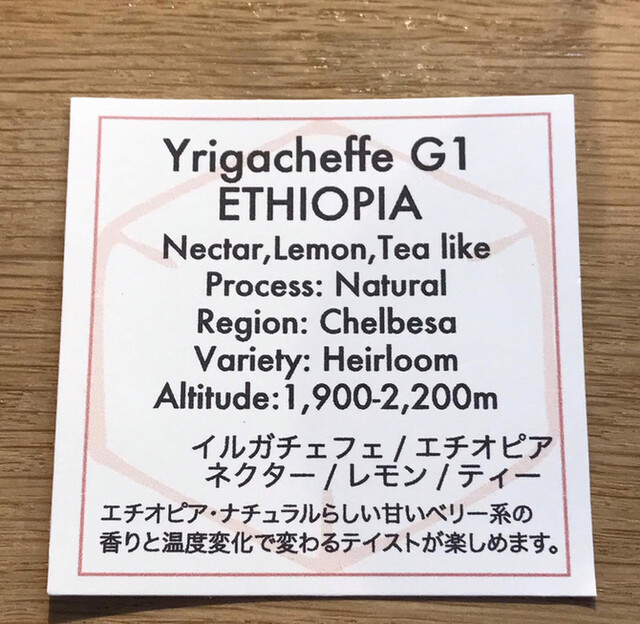 Yrigacheffe G1
ETHIOPIA
Nectar,Lemon,Tea like
Process: Natural
Region: Chelbesa
Variety: Heirloom
Altitude:1,900-2,200m
イルガチェフェ / エチオピア
ネクター / レモン / ティー
エチオピア・ナチュラルらしい甘いベリー系の
香りと温度変化で変わるテイストが楽しめます。